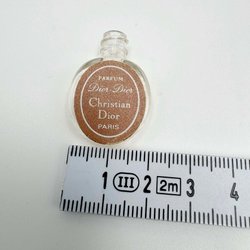 PARFUM
Dior-Dior
Christian
Dior
PARIS
1 III 2 2m 3 4